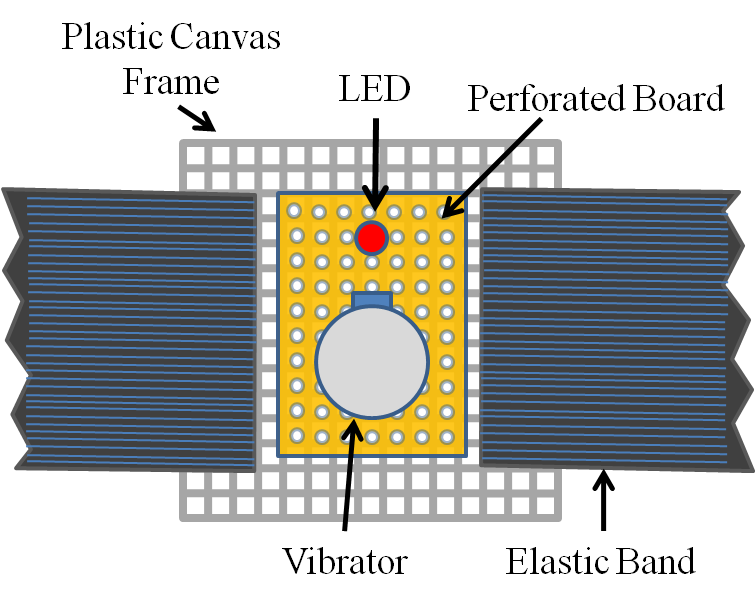 Plastic Canvas
Frame
LED
Perforated Board
Vibrator
Elastic Band